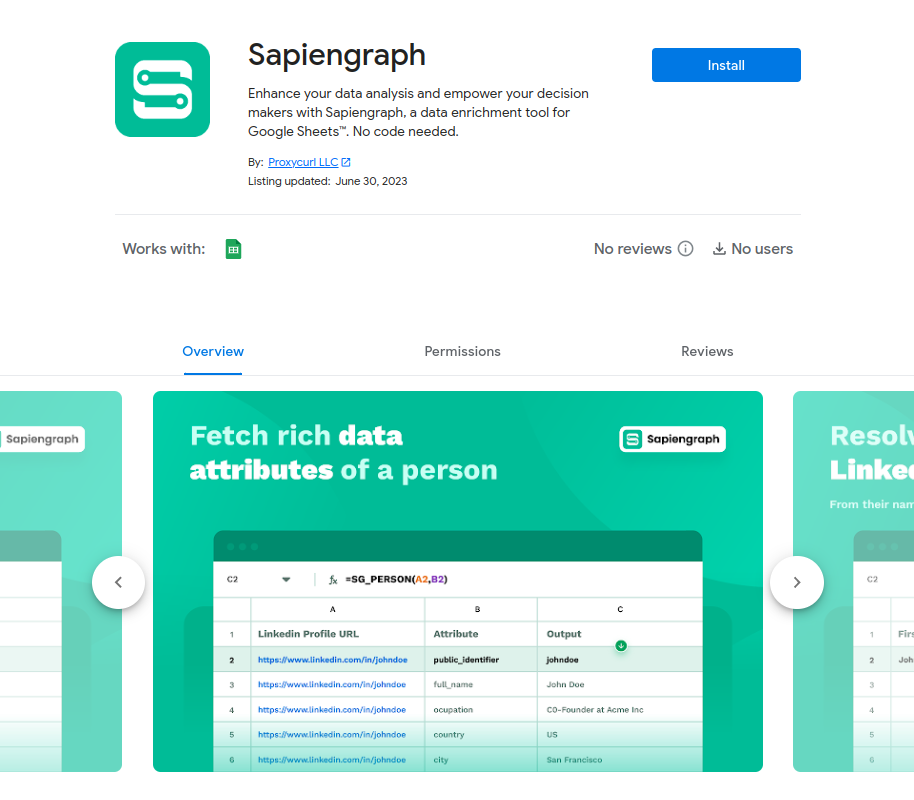 Sapiengraph
Install
Enhance your data analysis and empower your decision
makers with Sapiengraph, a data enrichment tool for
Google Sheets™. No code needed.
By: Proxycurl LLC
Listing updated: June 30, 2023
Works with:
No reviews
No users
Overview
Permissions
Reviews
Sapiengraph
Fetch rich data
attributes of a person
Sapiengraph
C2
fx =SG_PERSON(A2,B2)
A B C
1 Linkedin Profile URL Attribute Output
2 https://www.linkedin.com/in/johndoe public_identifier johndoe
3 https://www.linkedin.com/in/johndoe full_name John Doe
4 https://www.linkedin.com/in/johndoe ocupation C0-Founder at Acme Inc
5 https://www.linkedin.com/in/johndoe country US
6 https://www.linkedin.com/in/johndoe city San Francisco
From their
C2
1
2
3
4
5
6